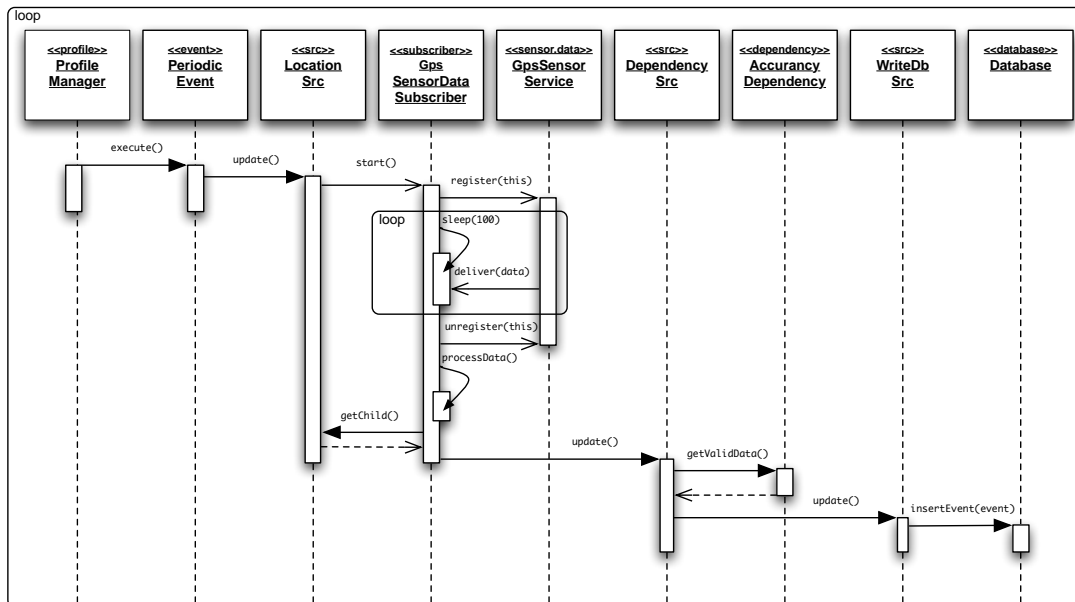 loop
<<profile>>
Profile
Manager
<<event>>
Periodic
Event
<<src>>
Location
Src
<<subscriber>>
Gps
SensorData
Subscriber
<<sensor.data>>
GpsSensor
Service
<<src>>
Dependency
Src
<<dependency>>
Accurancy
Dependency
<<src>>
WriteDb
Src
<<database>>
Database
execute()
update()
start()
register(this)
loop
sleep(100)
deliver(data)
unregister(this)
processData()
getChild()
update()
getValidData()
update()
insertEvent(event)